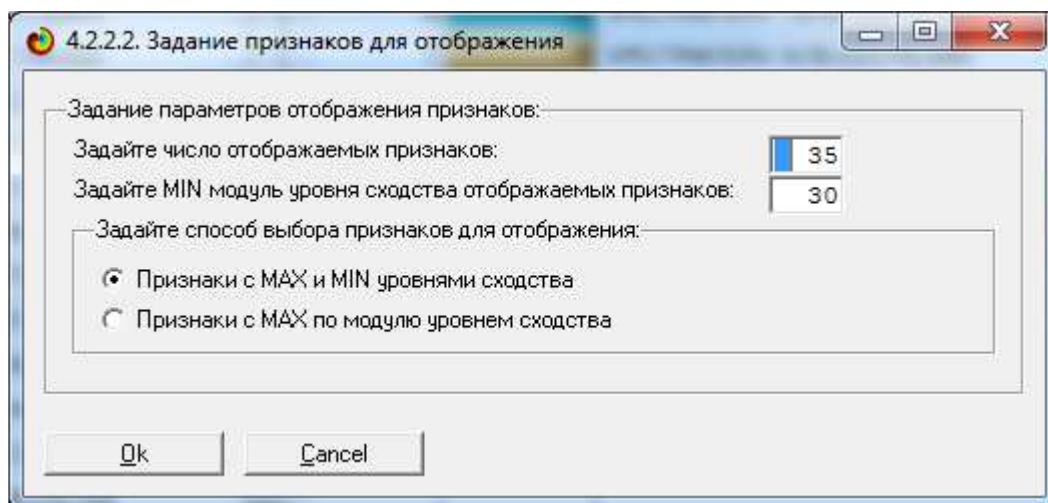 4.2.2.2. Задание признаков для отображения
Задание параметров отображения признаков:
Задайте число отображаемых признаков: 35
Задайте MIN модуль уровня сходства отображаемых признаков: 30
Задайте способ выбора признаков для отображения:
Признаки с MAX и MIN уровнями сходства
Признаки с MAX по модулю уровнем сходства
Ok Cancel